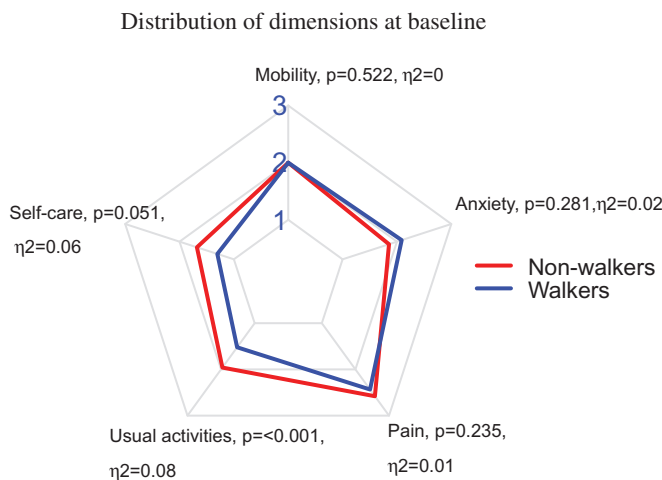 Distribution of dimensions at baseline
Mobility, p=0.522, η2=0
3
2
1
Self-care, p=0.051,
η2=0.06
Anxiety, p=0.281,η2=0.02
Non-walkers
Walkers
Usual activities, p=<0.001,
η2=0.08
Pain, p=0.235,
η2=0.01